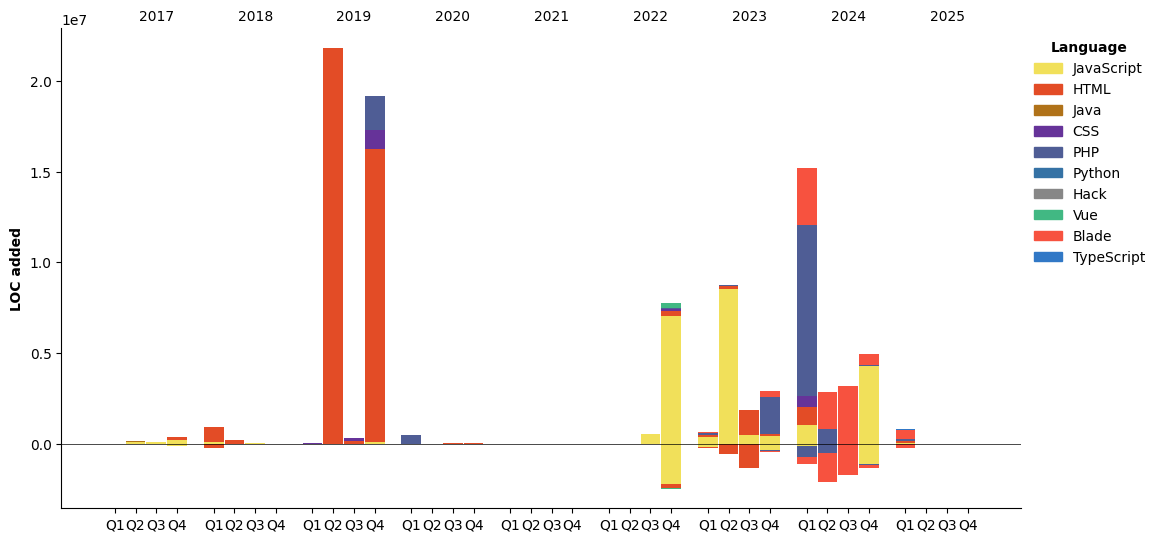 2017 2018 2019 2020 2021 2022 2023 2024 2025
1e7
Language
JavaScript
HTML
Java
CSS
PHP
Python
Hack
Vue
Blade
TypeScript
LOC added
2.0
1.5
1.0
0.5
0.0
Q1 Q2 Q3 Q4 Q1 Q2 Q3 Q4 Q1 Q2 Q3 Q4 Q1 Q2 Q3 Q4 Q1 Q2 Q3 Q4 Q1 Q2 Q3 Q4 Q1 Q2 Q3 Q4 Q1 Q2 Q3 Q4 Q1 Q2 Q3 Q4